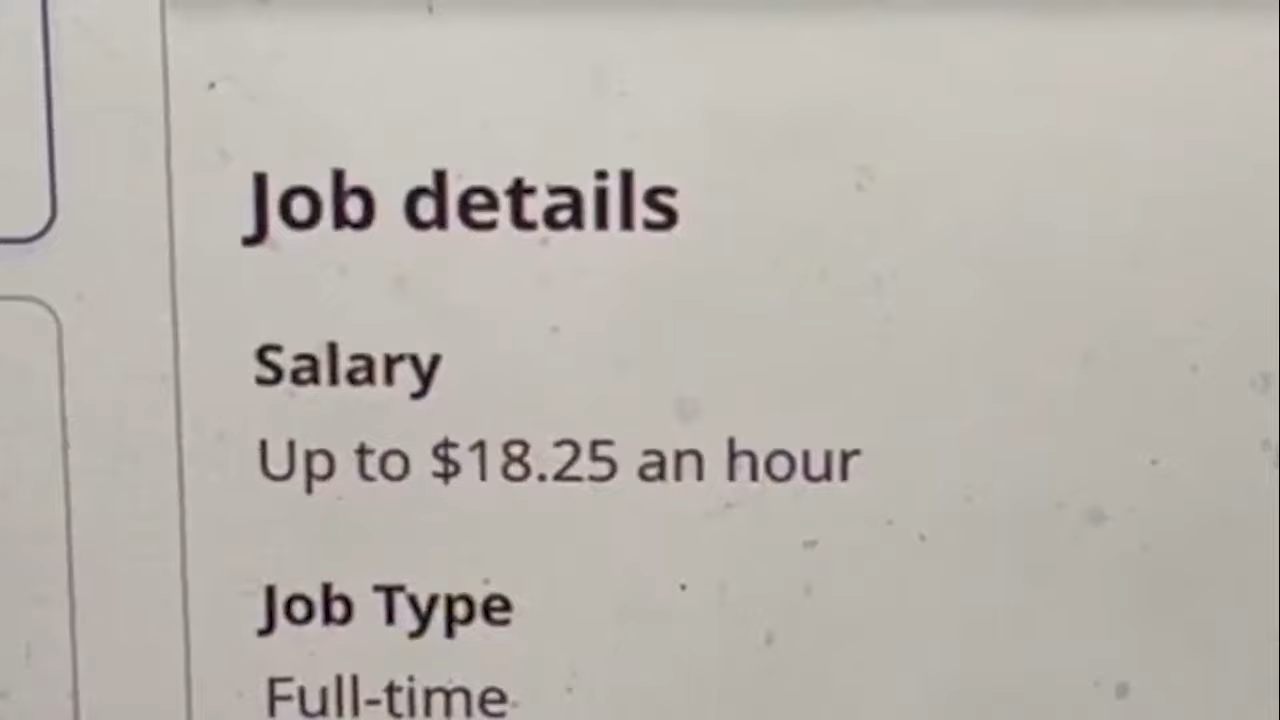 Job details
Salary
Up to $18.25 an hour
Job Type
Full-time